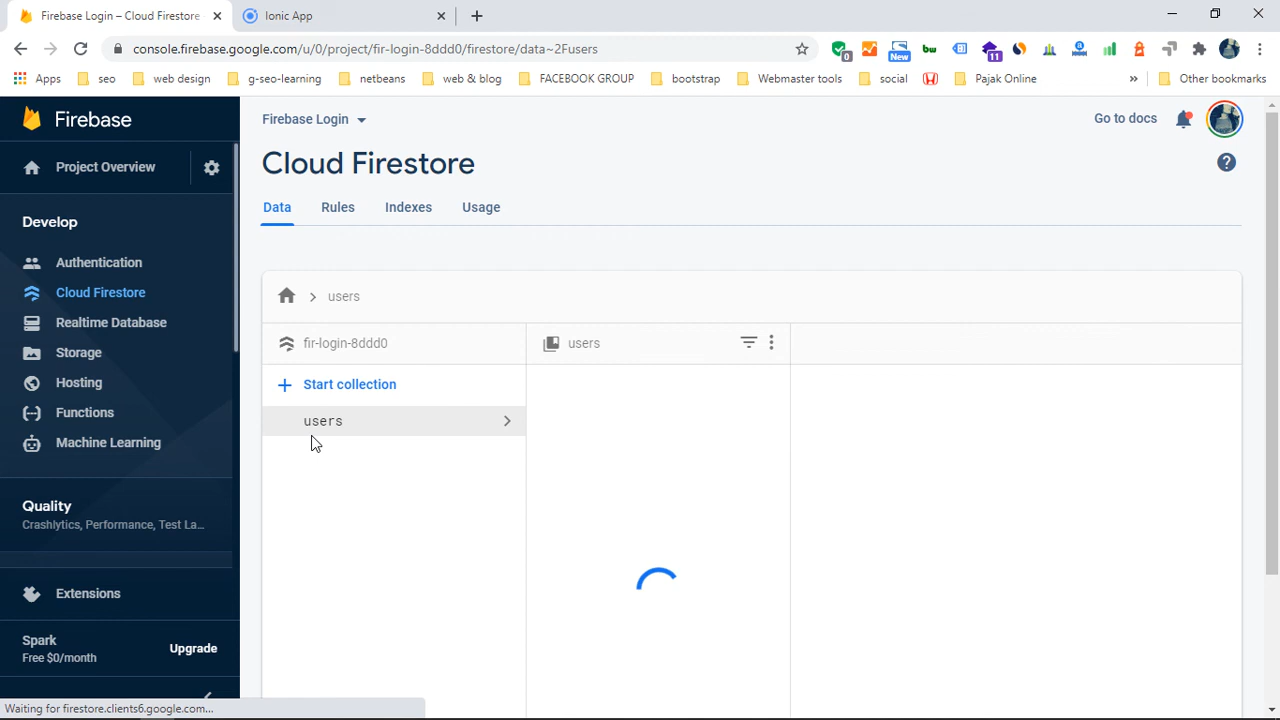 Firebase Login – Cloud Firestore
Ionic App
console.firebase.google.com/u/0/project/fir-login-8ddd0/firestore/data~2Fusers
0
New
bw
11
Apps
seo
web design
g-seo-learning
netbeans
web & blog
FACEBOOK GROUP
bootstrap
Webmaster tools
social
Pajak Online
»
Other bookmarks
Firebase
Project Overview
Develop
Authentication
Cloud Firestore
Realtime Database
Storage
Hosting
Functions
Machine Learning
Quality
Crashlytics, Performance, Test La...
Extensions
Spark
Free $0/month
Upgrade
Firebase Login
Go to docs
Cloud Firestore
Data
Rules
Indexes
Usage
users
fir-login-8ddd0
users
Start collection
users
Waiting for firestore.clients6.google.com...